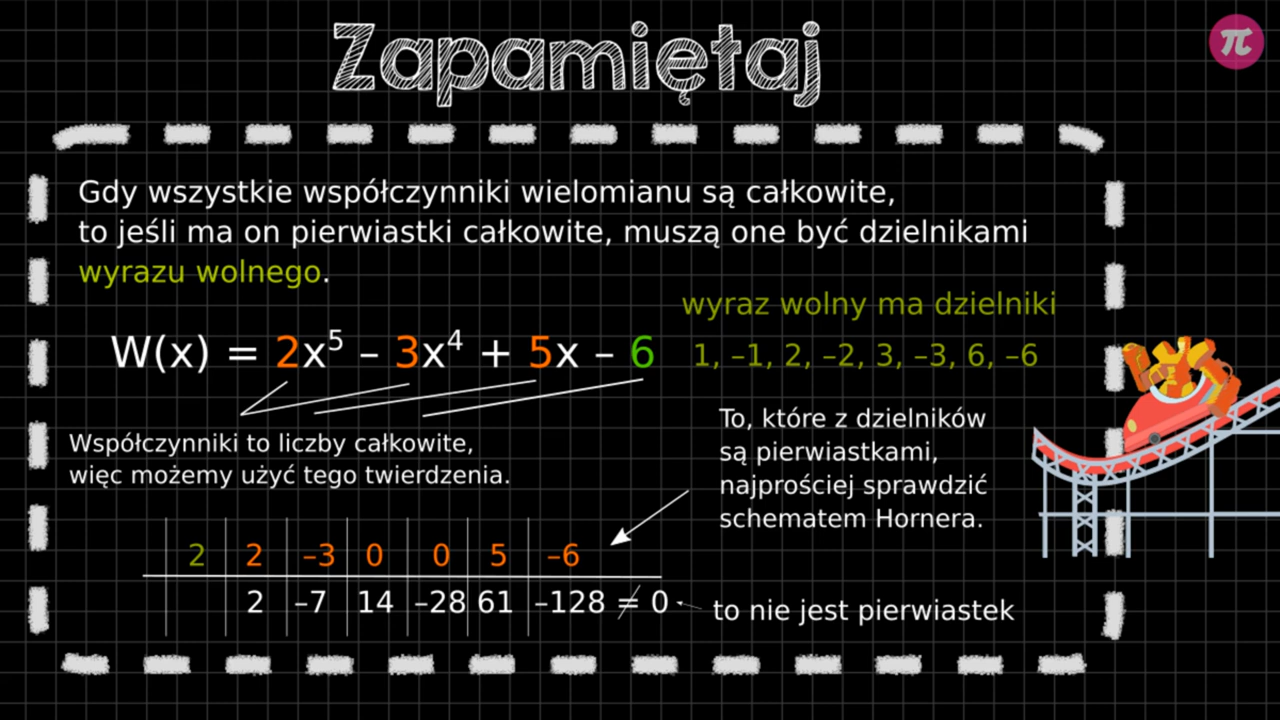 Zapamiętaj
π
Gdy wszystkie współczynniki wielomianu są całkowite,
to jeśli ma on pierwiastki całkowite, muszą one być dzielnikami
wyrazu wolnego.
wyraz wolny ma dzielniki
W(x) = 2x⁵ – 3x⁴ + 5x – 6
1, –1, 2, –2, 3, –3, 6, –6
Współczynniki to liczby całkowite,
więc możemy użyć tego twierdzenia.
To, które z dzielników
są pierwiastkami,
najprościej sprawdzić
schematem Hornera.
2 2 –3 0 0 5 –6
2 –7 14 –28 61 –128 ≠ 0
to nie jest pierwiastek